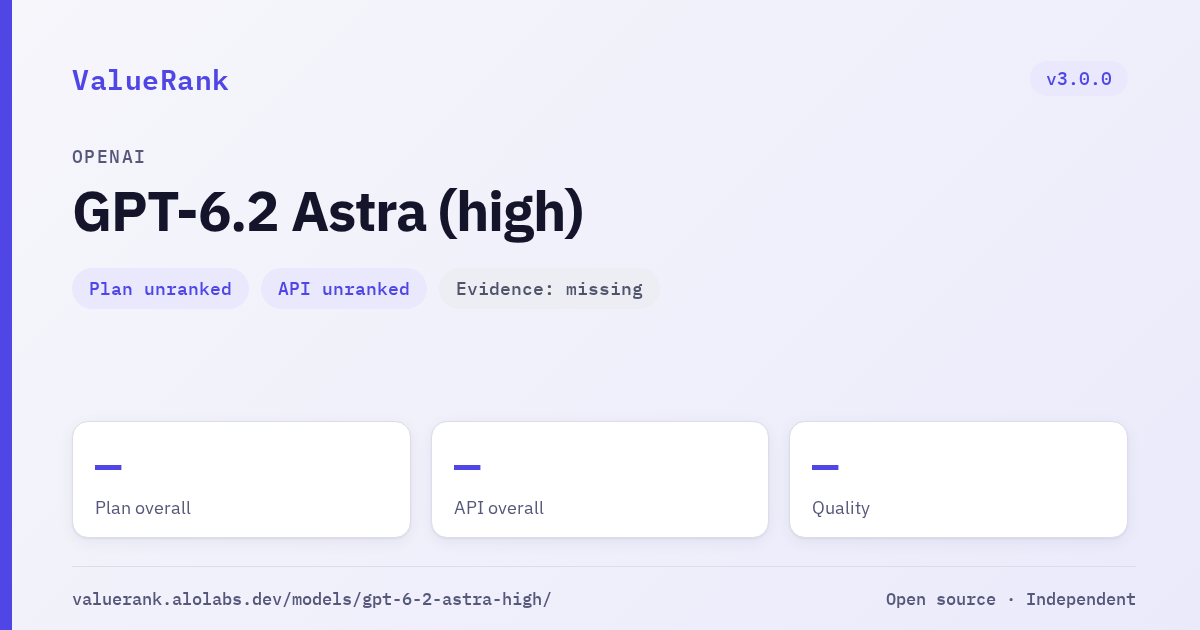 ValueRank
v3.0.0
OPENAI
GPT-6.2 Astra (high)
Plan unranked
API unranked
Evidence: missing
—
Plan overall
—
API overall
—
Quality
valuerank.alolabs.dev/models/gpt-6-2-astra-high/
Open source · Independent